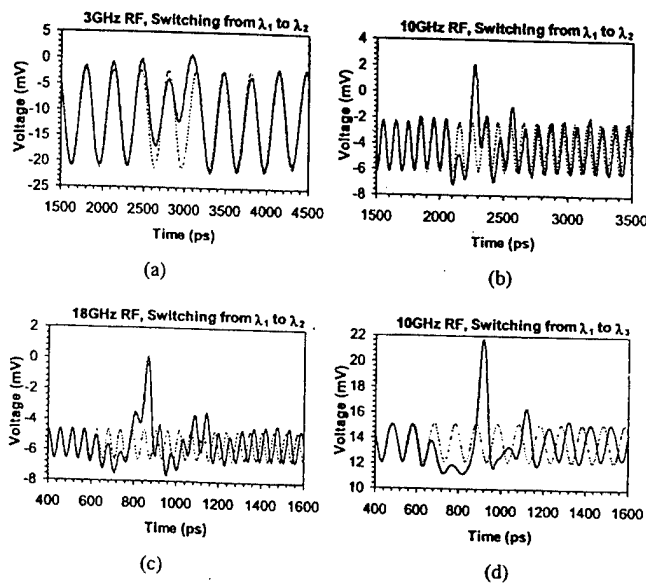 3GHz RF, Switching from λ1 to λ2
Voltage (mV)
5
0
-5
-10
-15
-20
-25
1500 2000 2500 3000 3500 4000 4500
Time (ps)
(a)
10GHz RF, Switching from λ1 to λ2
Voltage (mV)
4
2
0
-2
-4
-6
-8
1500 2000 2500 3000 3500
Time (ps)
(b)
18GHz RF, Switching from λ1 to λ2
Voltage (mV)
2
0
-2
-4
-6
-8
400 600 800 1000 1200 1400 1600
Time (ps)
(c)
10GHz RF, Switching from λ1 to λ3
Voltage (mV)
22
20
18
16
14
12
10
400 600 800 1000 1200 1400 1600
Time (ps)
(d)